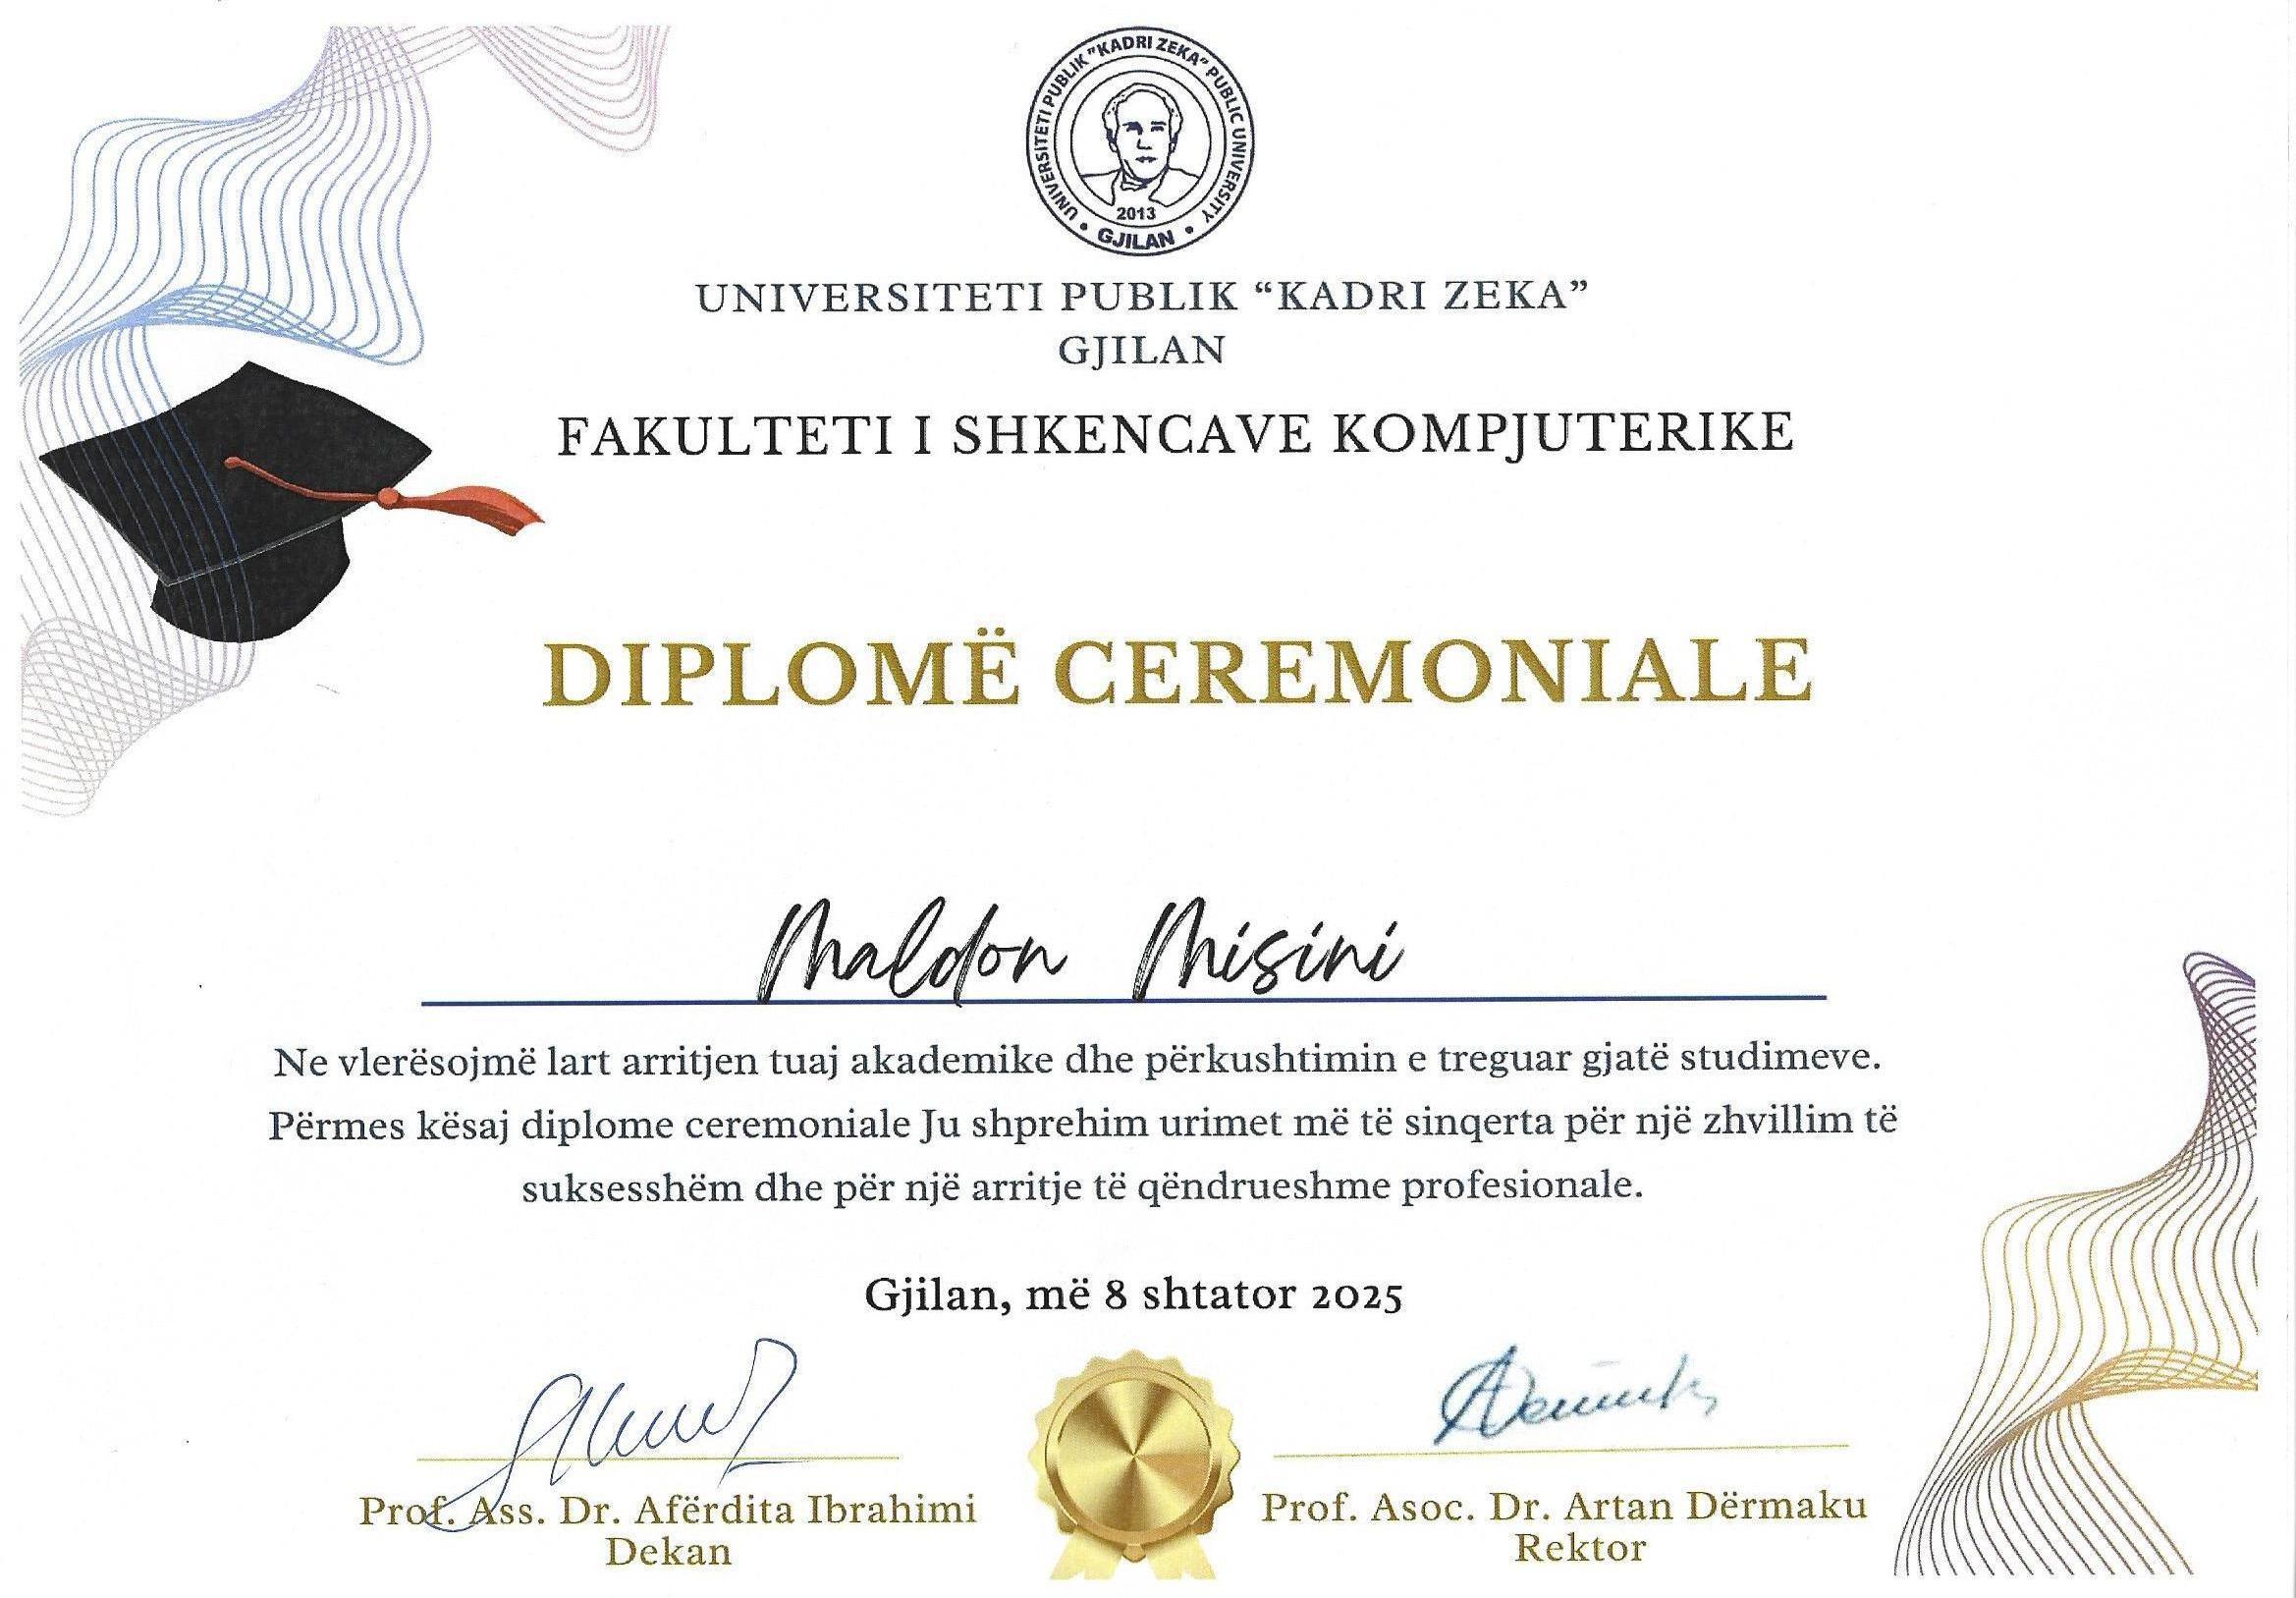 UNIVERSITETI PUBLIK "KADRI ZEKA" PUBLIC UNIVERSITY
2013
• GJILAN •
UNIVERSITETI PUBLIK “KADRI ZEKA”
GJILAN
FAKULTETI I SHKENCAVE KOMPJUTERIKE
DIPLOMË CEREMONIALE
Maldon Misini
Ne vlerësojmë lart arritjen tuaj akademike dhe përkushtimin e treguar gjatë studimeve.
Përmes kësaj diplome ceremoniale Ju shprehim urimet më të sinqerta për një zhvillim të
suksesshëm dhe për një arritje të qëndrueshme profesionale.
Gjilan, më 8 shtator 2025
Prof. Ass. Dr. Afërdita Ibrahimi
Dekan
Prof. Asoc. Dr. Artan Dërmaku
Rektor